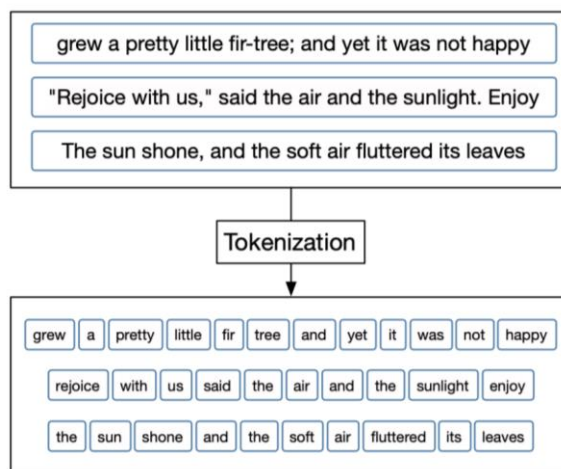 grew a pretty little fir-tree; and yet it was not happy
"Rejoice with us," said the air and the sunlight. Enjoy
The sun shone, and the soft air fluttered its leaves
Tokenization
grew a pretty little fir tree and yet it was not happy
rejoice with us said the air and the sunlight enjoy
the sun shone and the soft air fluttered its leaves